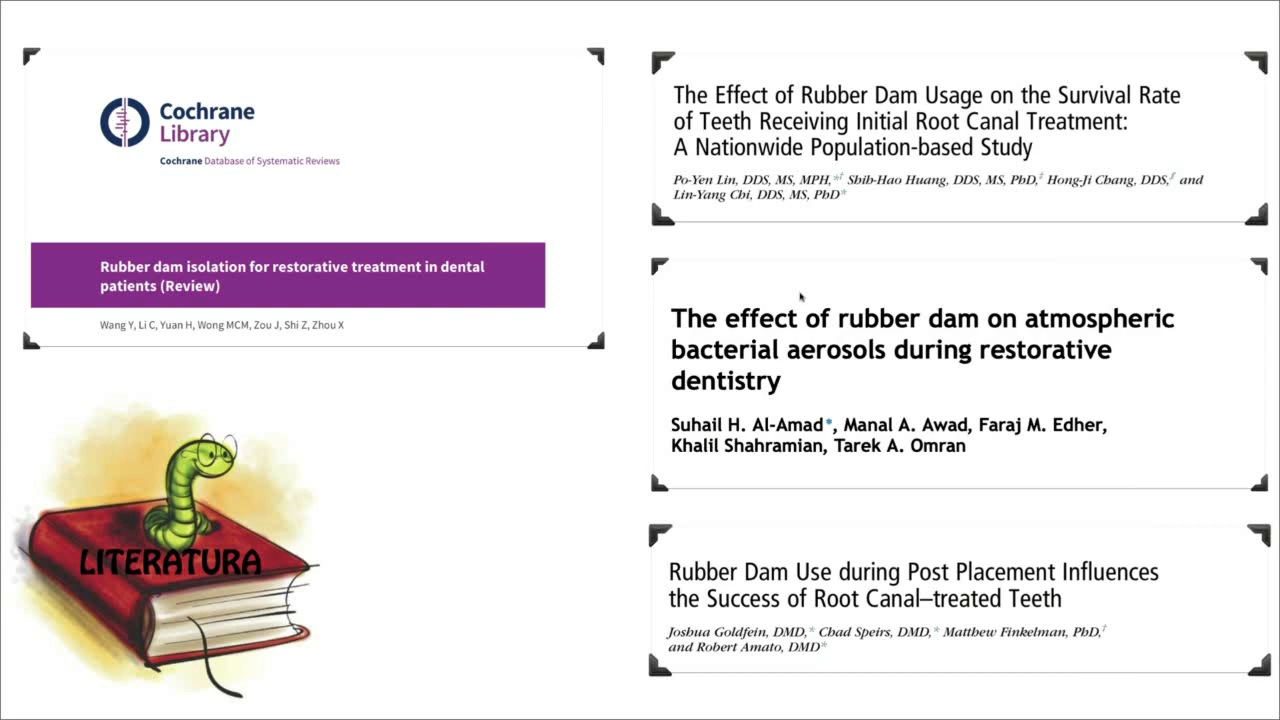 Cochrane
Library
Cochrane Database of Systematic Reviews
Rubber dam isolation for restorative treatment in dental
patients (Review)
Wang Y, Li C, Yuan H, Wong MCM, Zou J, Shi Z, Zhou X
LITERATURA
The Effect of Rubber Dam Usage on the Survival Rate
of Teeth Receiving Initial Root Canal Treatment:
A Nationwide Population-based Study
Po-Yen Lin, DDS, MS, MPH,*† Shih-Hao Huang, DDS, MS, PhD,‡ Hong-Ji Chang, DDS,§ and
Lin-Yang Chi, DDS, MS, PhD*
The effect of rubber dam on atmospheric
bacterial aerosols during restorative
dentistry
Suhail H. Al-Amad*, Manal A. Awad, Faraj M. Edher,
Khalil Shahramian, Tarek A. Omran
Rubber Dam Use during Post Placement Influences
the Success of Root Canal–treated Teeth
Joshua Goldfein, DMD,* Chad Speirs, DMD,* Matthew Finkelman, PhD,†
and Robert Amato, DMD*